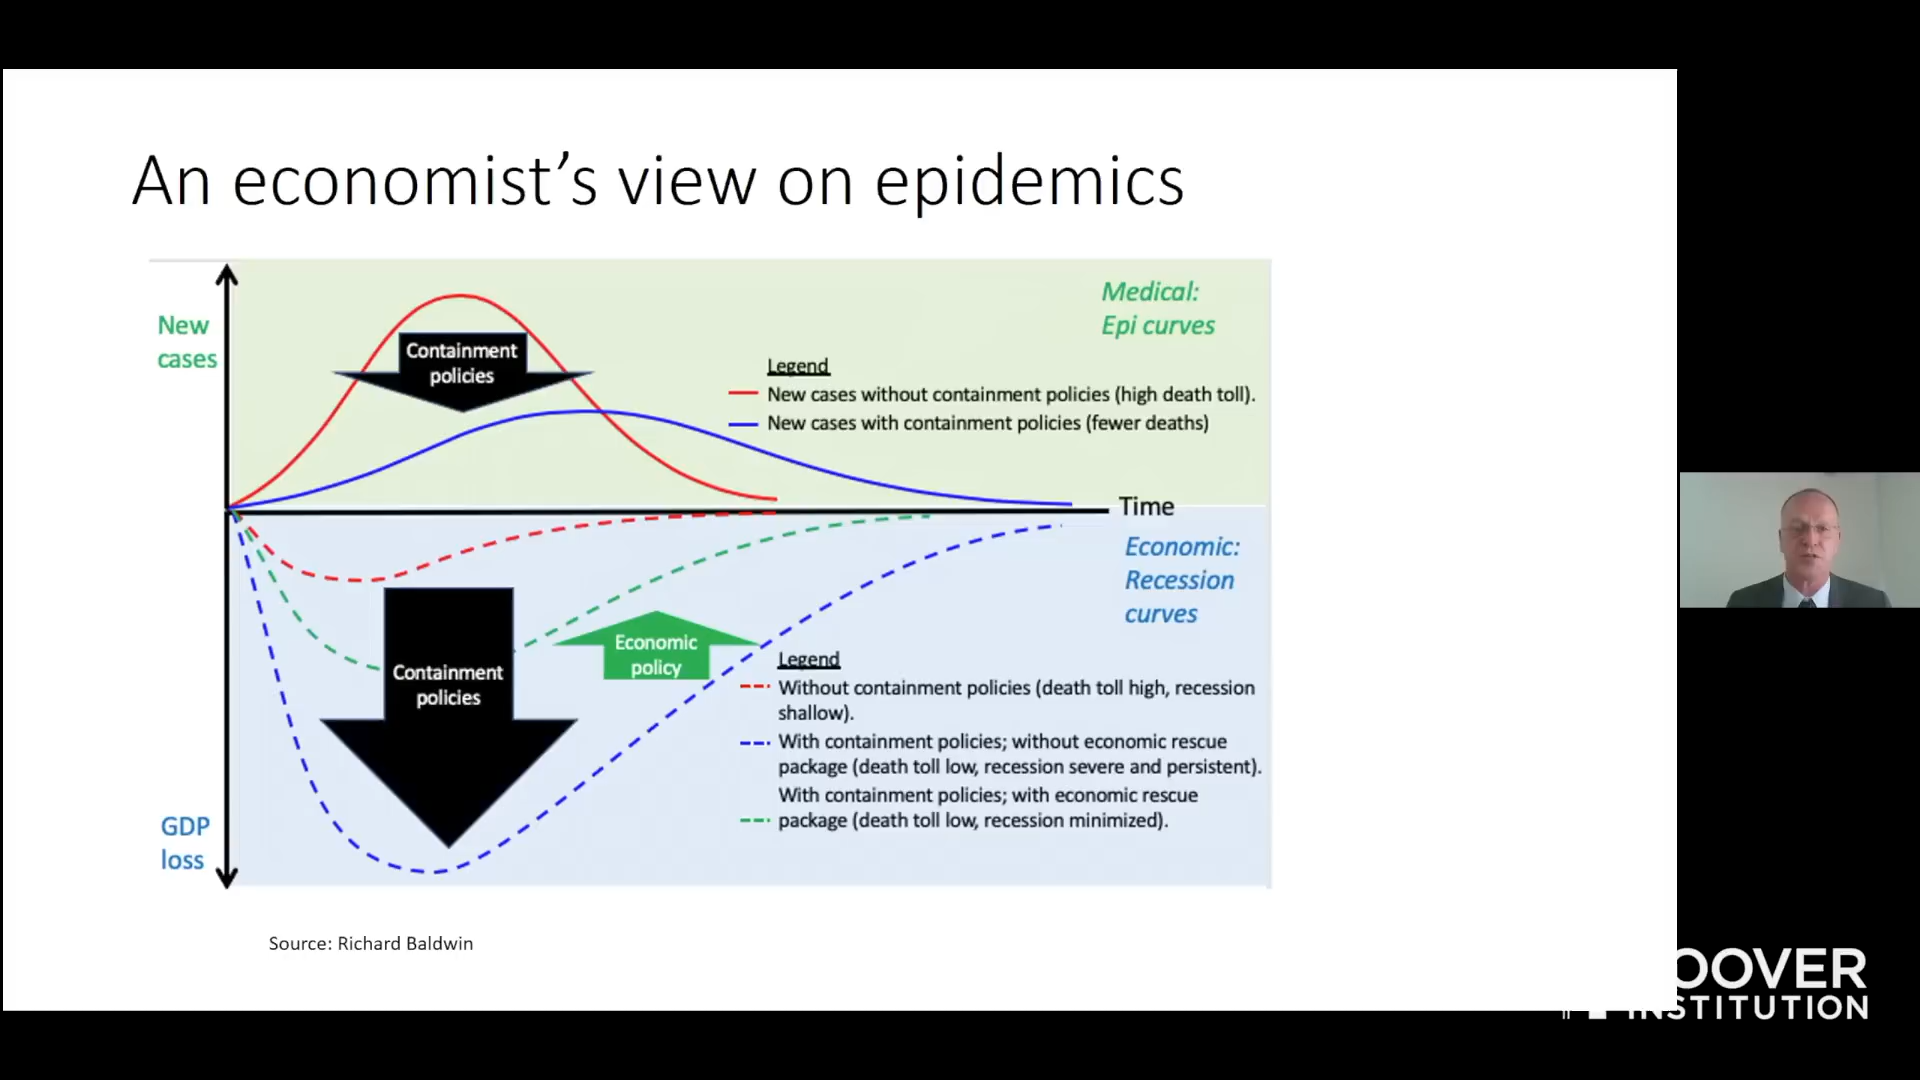 An economist’s view on epidemics
New
cases
Containment
policies
Medical:
Epi curves
Legend
New cases without containment policies (high death toll).
New cases with containment policies (fewer deaths)
Time
Economic:
Recession
curves
Containment
policies
Economic
policy
Legend
Without containment policies (death toll high, recession
shallow).
With containment policies; without economic rescue
package (death toll low, recession severe and persistent).
With containment policies; with economic rescue
package (death toll low, recession minimized).
GDP
loss
Source: Richard Baldwin
OOVER
INSTITUTION